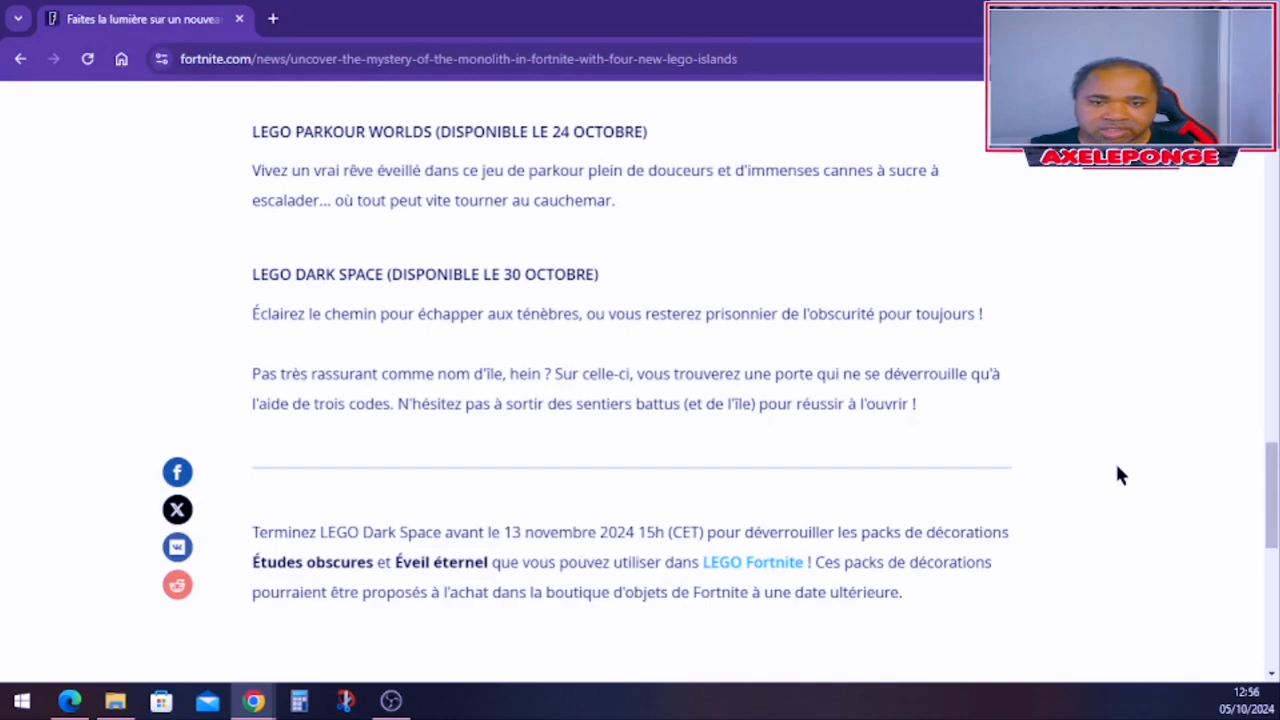 Faites la lumière sur un nouvea
fortnite.com/news/uncover-the-mystery-of-the-monolith-in-fortnite-with-four-new-lego-islands
AXELEPONGE
LEGO PARKOUR WORLDS (DISPONIBLE LE 24 OCTOBRE)
Vivez un vrai rêve éveillé dans ce jeu de parkour plein de douceurs et d'immenses cannes à sucre à
escalader... où tout peut vite tourner au cauchemar.
LEGO DARK SPACE (DISPONIBLE LE 30 OCTOBRE)
Éclairez le chemin pour échapper aux ténèbres, ou vous resterez prisonnier de l'obscurité pour toujours !
Pas très rassurant comme nom d'île, hein ? Sur celle-ci, vous trouverez une porte qui ne se déverrouille qu'à
l'aide de trois codes. N'hésitez pas à sortir des sentiers battus (et de l'île) pour réussir à l'ouvrir !
Terminez LEGO Dark Space avant le 13 novembre 2024 15h (CET) pour déverrouiller les packs de décorations
Études obscures et Éveil éternel que vous pouvez utiliser dans LEGO Fortnite ! Ces packs de décorations
pourraient être proposés à l'achat dans la boutique d'objets de Fortnite à une date ultérieure.
12:56
05/10/2024